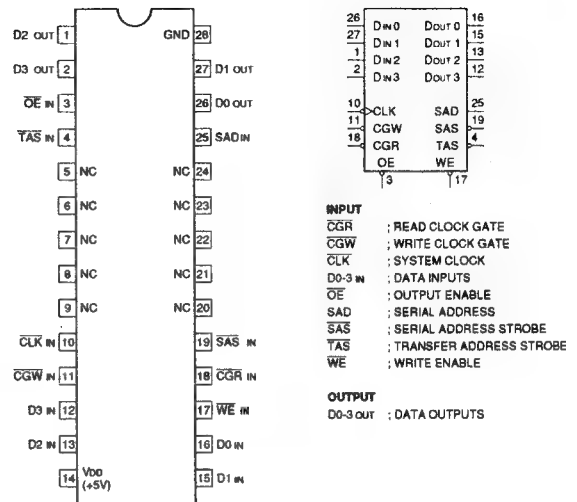 D2 OUT 1 GND 28
D3 OUT 2 27 D1 OUT
OE IN 3 26 D0 OUT
TAS IN 4 25 SAD IN
5 NC NC 24
6 NC NC 23
7 NC NC 22
8 NC NC 21
9 NC NC 20
CLK IN 10 19 SAS IN
CGW IN 11 18 CGR IN
D3 IN 12 17 WE IN
D2 IN 13 16 D0 IN
14 VDD 15 D1 IN
(+5V)
26 DIN 0 DOUT 0 16
27 DIN 1 DOUT 1 15
1 DIN 2 DOUT 2 13
2 DIN 3 DOUT 3 12
10 CLK SAD 25
11 CGW SAS 19
18 CGR TAS 4
OE WE
3 17
INPUT
CGR ; READ CLOCK GATE
CGW ; WRITE CLOCK GATE
CLK ; SYSTEM CLOCK
D0-3 IN ; DATA INPUTS
OE ; OUTPUT ENABLE
SAD ; SERIAL ADDRESS
SAS ; SERIAL ADDRESS STROBE
TAS ; TRANSFER ADDRESS STROBE
WE ; WRITE ENABLE
OUTPUT
D0-3 OUT ; DATA OUTPUTS